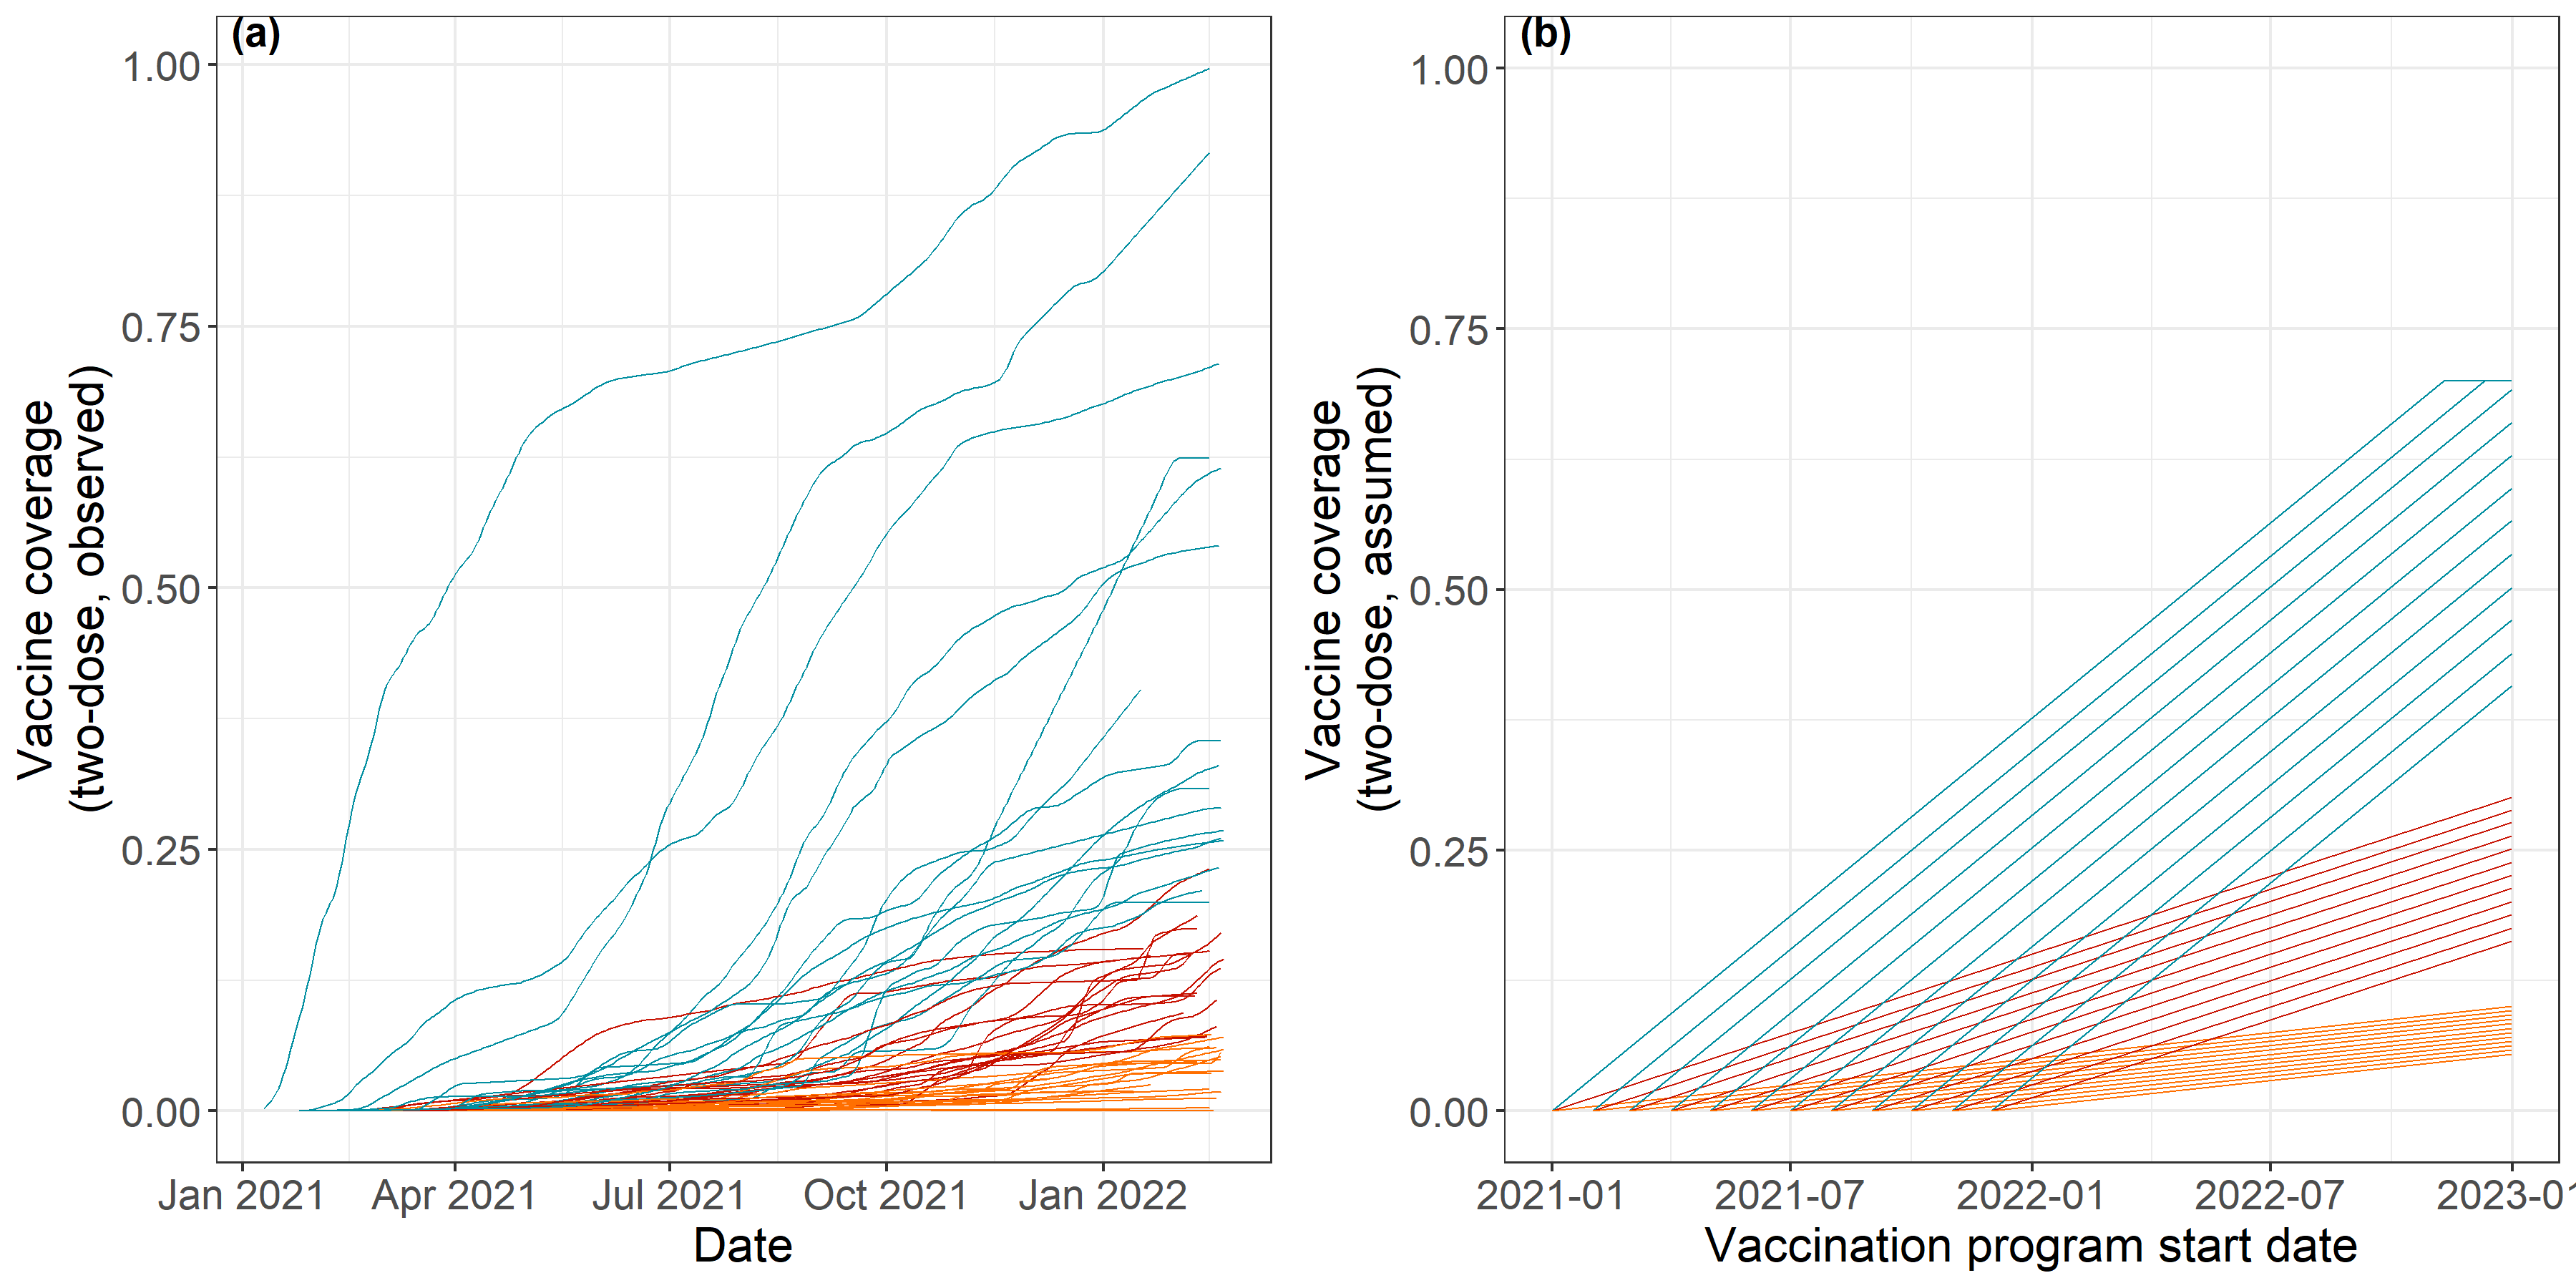 (a)
1.00
0.75
0.50
0.25
0.00
Vaccine coverage
(two-dose, observed)
Jan 2021 Apr 2021 Jul 2021 Oct 2021 Jan 2022
Date
(b)
1.00
0.75
0.50
0.25
0.00
Vaccine coverage
(two-dose, assumed)
2021-01 2021-07 2022-01 2022-07 2023-01
Vaccination program start date